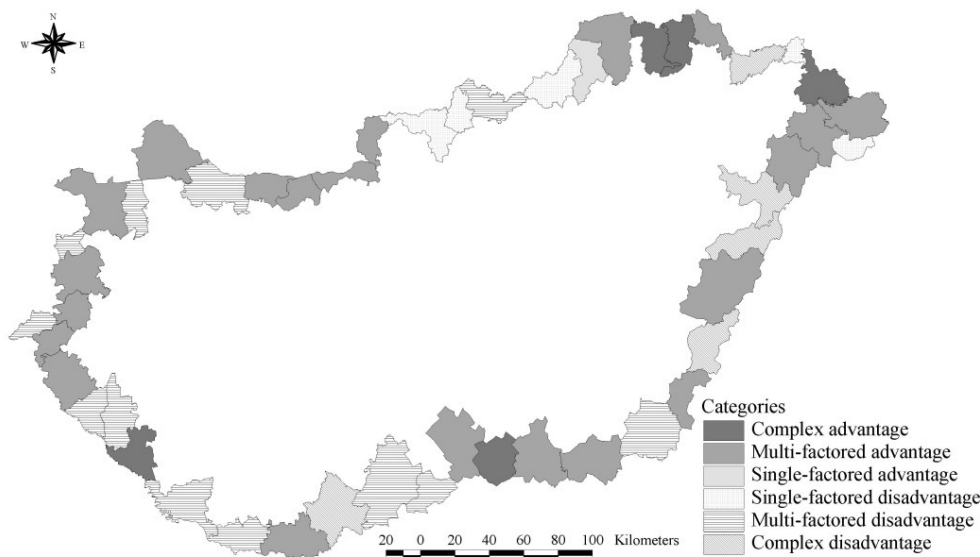 N
W E
S
Categories
Complex advantage
Multi-factored advantage
Single-factored advantage
Single-factored disadvantage
Multi-factored disadvantage
Complex disadvantage
20 0 20 40 60 80 100 Kilometers